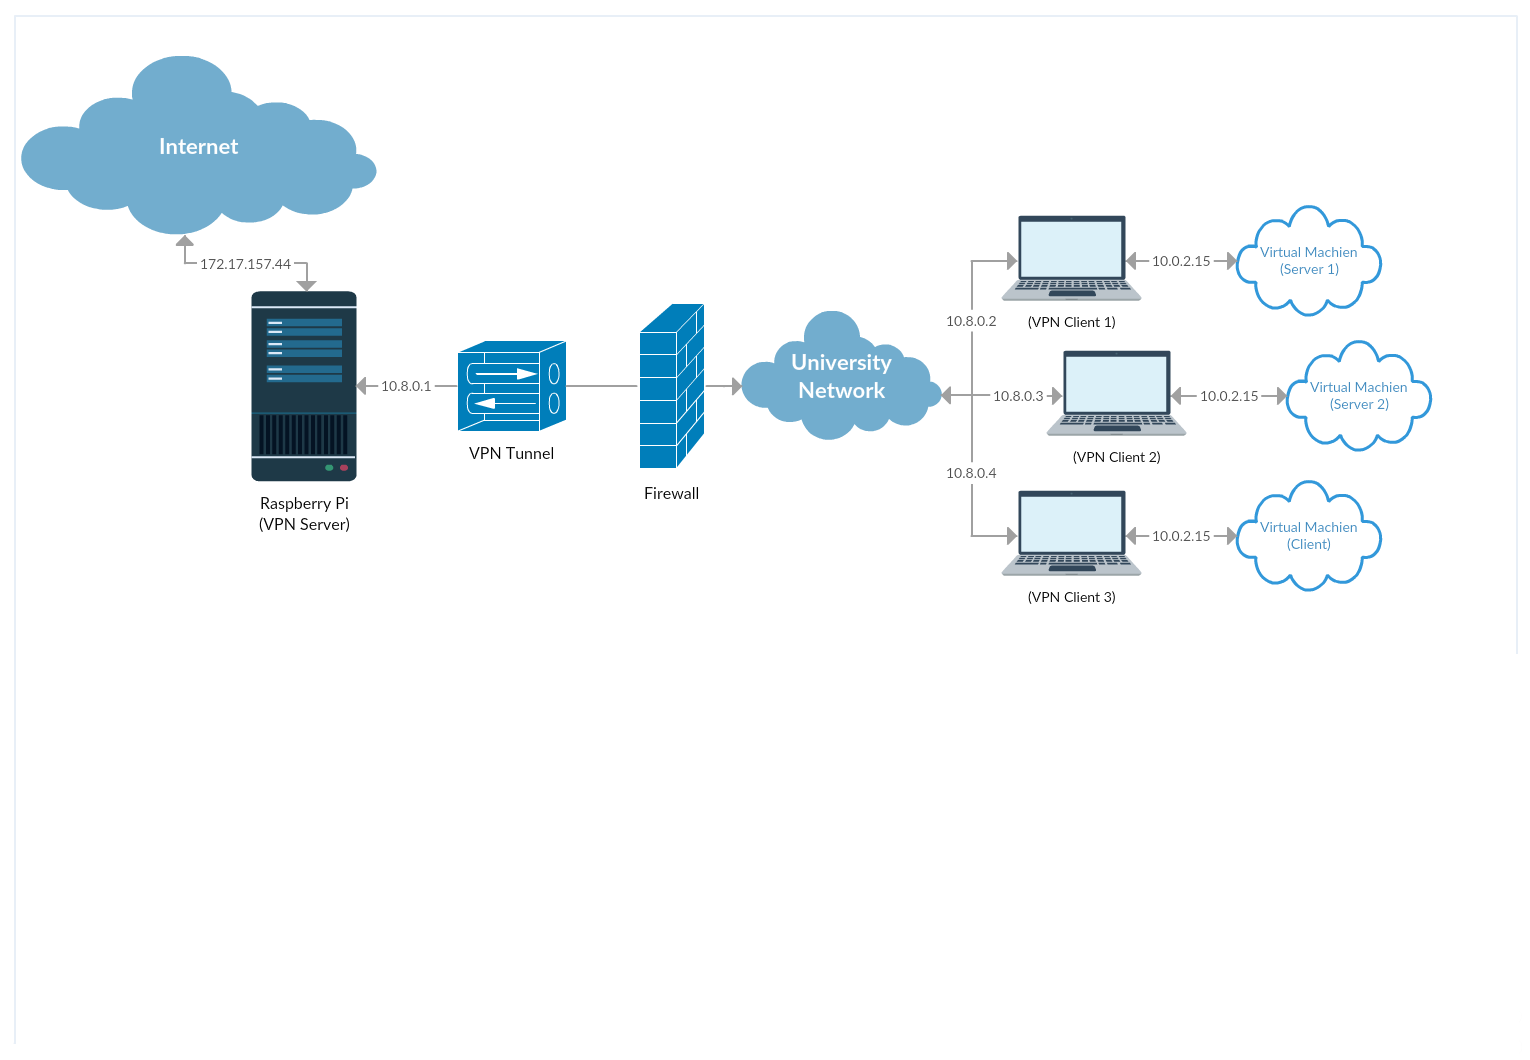 Internet
172.17.157.44
10.8.0.1
Raspberry Pi
(VPN Server)
VPN Tunnel
Firewall
University
Network
10.8.0.2
(VPN Client 1)
10.0.2.15
Virtual Machien
(Server 1)
10.8.0.3
(VPN Client 2)
10.0.2.15
Virtual Machien
(Server 2)
10.8.0.4
(VPN Client 3)
10.0.2.15
Virtual Machien
(Client)